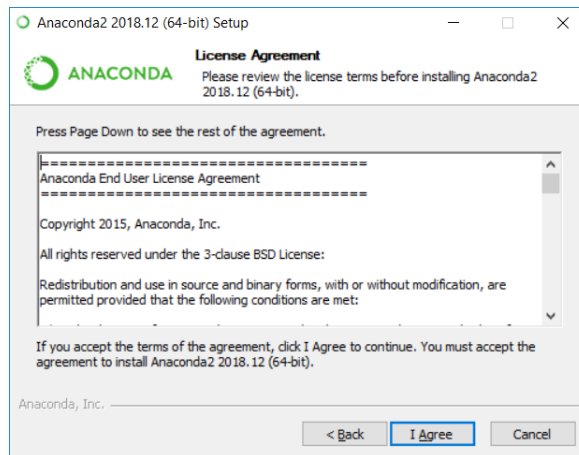 Anaconda2 2018.12 (64-bit) Setup
ANACONDA
License Agreement
Please review the license terms before installing Anaconda2
2018.12 (64-bit).
Press Page Down to see the rest of the agreement.
===================================
Anaconda End User License Agreement
===================================
Copyright 2015, Anaconda, Inc.
All rights reserved under the 3-clause BSD License:
Redistribution and use in source and binary forms, with or without modification, are
permitted provided that the following conditions are met:
If you accept the terms of the agreement, click I Agree to continue. You must accept the
agreement to install Anaconda2 2018.12 (64-bit).
Anaconda, Inc.
< Back
I Agree
Cancel